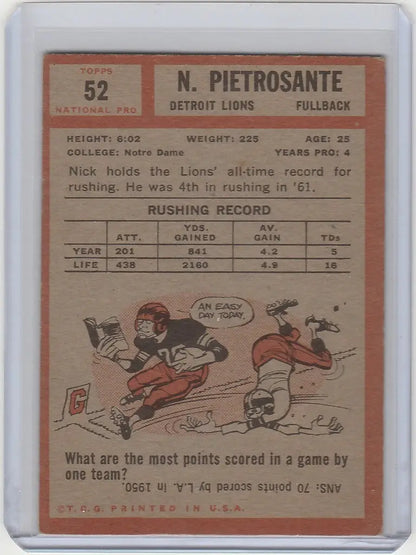 TOPPS
52
NATIONAL PRO
N. PIETROSANTE
DETROIT LIONS FULLBACK
HEIGHT: 6:02 WEIGHT: 225 AGE: 25
COLLEGE: Notre Dame YEARS PRO: 4
Nick holds the Lions' all-time record for
rushing. He was 4th in rushing in '61.
RUSHING RECORD
ATT. YDS. GAINED AV. GAIN TDs
YEAR 201 841 4.2 5
LIFE 438 2160 4.9 16
AN EASY
DAY TODAY.
G
What are the most points scored in a game by
one team?
ANS: 70 points scored by L.A. in 1950.
©T.C.G. PRINTED IN U.S.A.